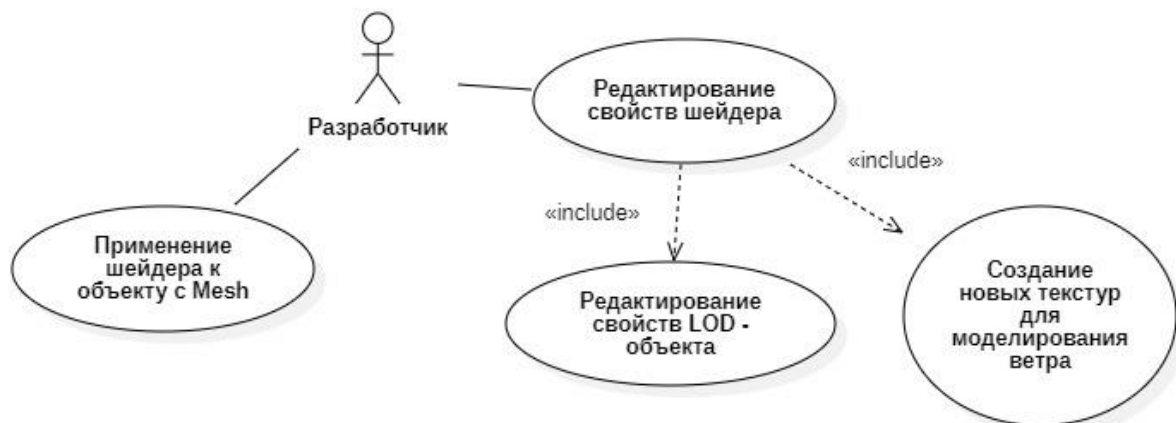 Разработчик
Редактирование
свойств шейдера
«include»
«include»
Применение
шейдера к
объекту с Mesh
Редактирование
свойств LOD -
объекта
Создание
новых текстур
для
моделирования
ветра